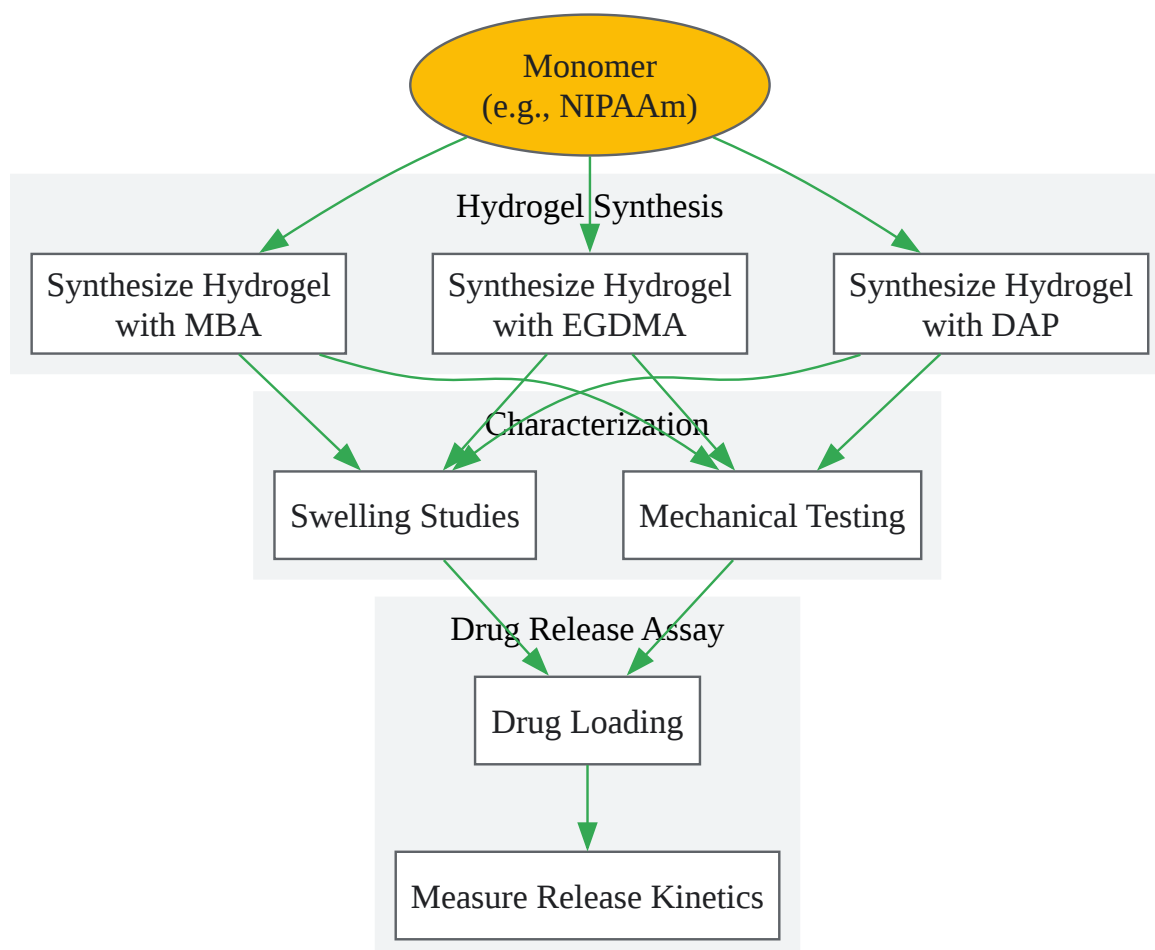 Monomer
(e.g., NIPAAm)
Hydrogel Synthesis
Synthesize Hydrogel
with MBA
Synthesize Hydrogel
with EGDMA
Synthesize Hydrogel
with DAP
Characterization
Swelling Studies
Mechanical Testing
Drug Release Assay
Drug Loading
Measure Release Kinetics